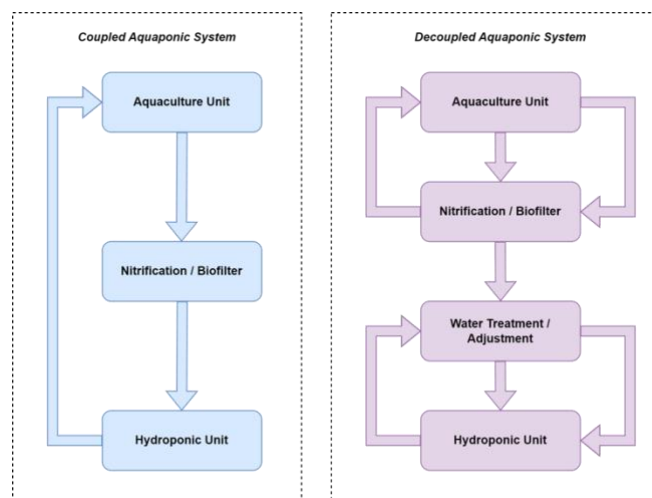 Coupled Aquaponic System
Aquaculture Unit
Nitrification / Biofilter
Hydroponic Unit
Decoupled Aquaponic System
Aquaculture Unit
Nitrification / Biofilter
Water Treatment /
Adjustment
Hydroponic Unit